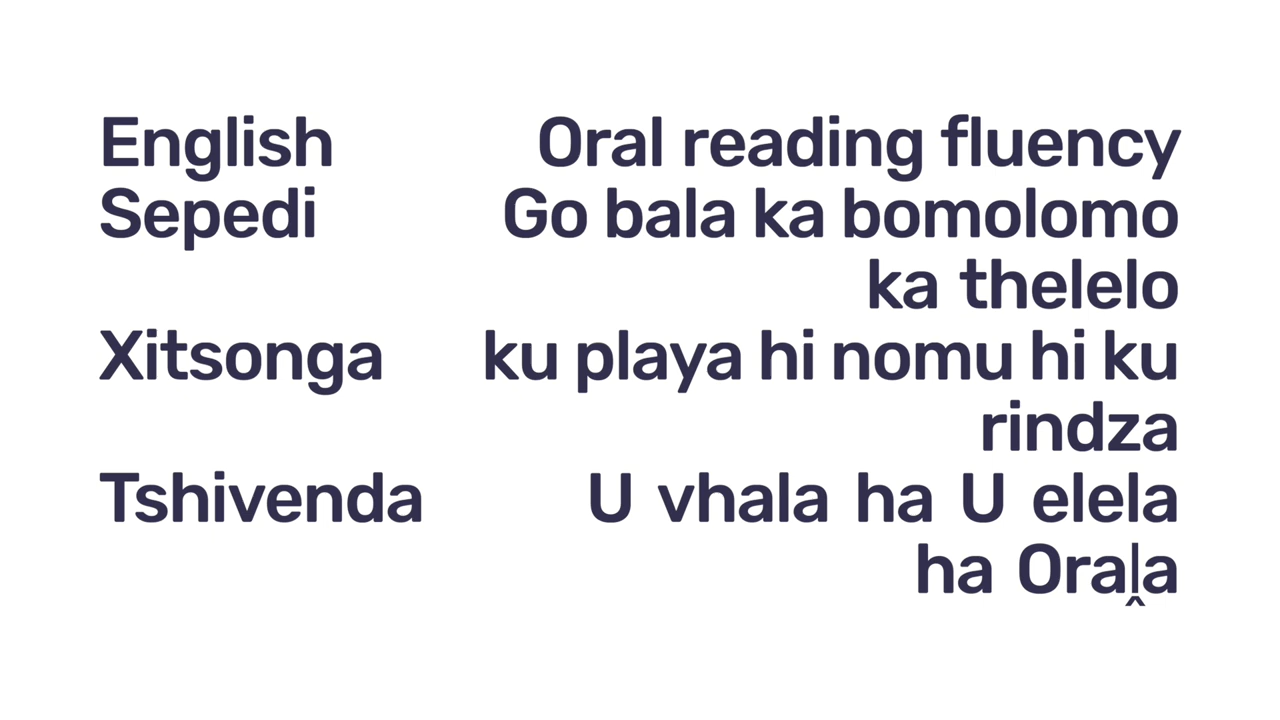 English Oral reading fluency
Sepedi Go bala ka bomolomo
ka thelelo
Xitsonga ku playa hi nomu hi ku
rindza
Tshivenda U vhala ha U elela
ha Oraḽa